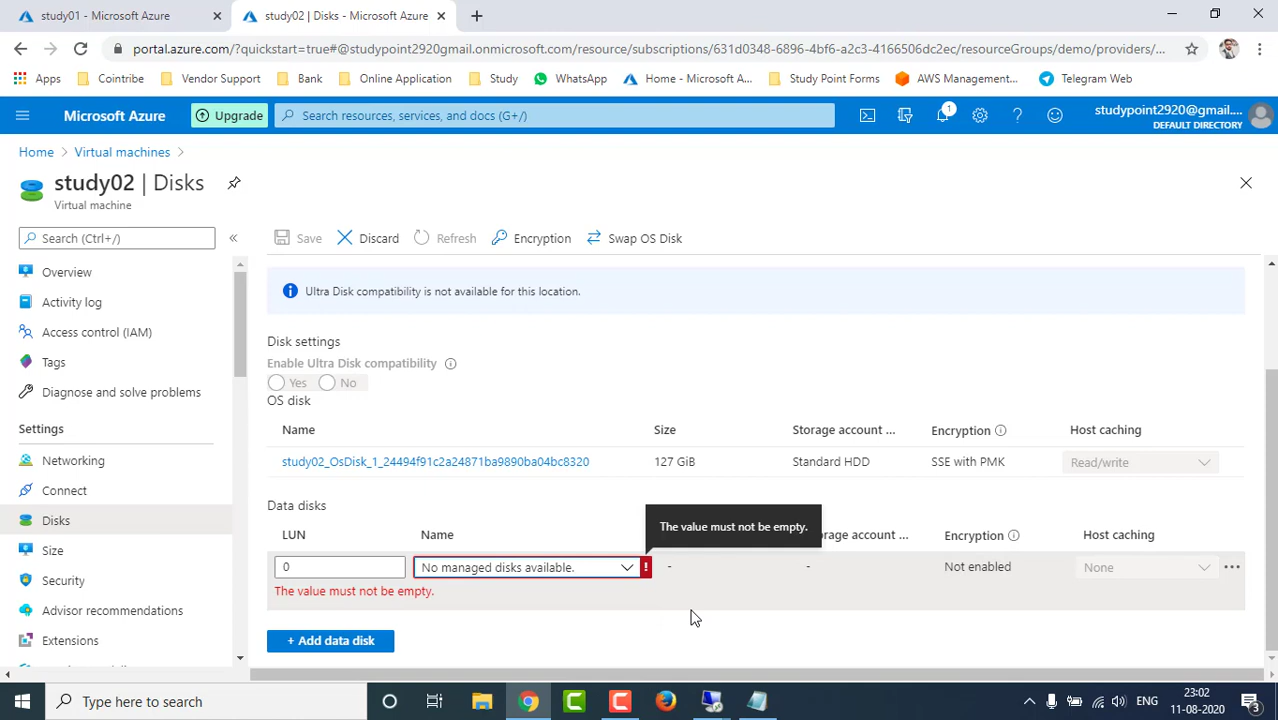 study01 - Microsoft Azure
study02 | Disks - Microsoft Azure
portal.azure.com/?quickstart=true#@studypoint2920gmail.onmicrosoft.com/resource/subscriptions/631d0348-6896-4bf6-a2c3-4166506dc2ec/resourceGroups/demo/providers/...
Apps
Cointribe
Vendor Support
Bank
Online Application
Study
WhatsApp
Home - Microsoft A...
Study Point Forms
AWS Management...
Telegram Web
Microsoft Azure
Upgrade
Search resources, services, and docs (G+/)
1
studypoint2920@gmail....
DEFAULT DIRECTORY
Home > Virtual machines >
study02 | Disks
Virtual machine
Search (Ctrl+/)
«
Save
Discard
Refresh
Encryption
Swap OS Disk
Overview
Activity log
Access control (IAM)
Tags
Diagnose and solve problems
Settings
Networking
Connect
Disks
Size
Security
Advisor recommendations
Extensions
Ultra Disk compatibility is not available for this location.
Disk settings
Enable Ultra Disk compatibility
Yes No
OS disk
Name Size Storage account ... Encryption Host caching
study02_OsDisk_1_24494f91c2a24871ba9890ba04bc8320 127 GiB Standard HDD SSE with PMK Read/write
Data disks
The value must not be empty.
LUN Name orage account ... Encryption Host caching
0 No managed disks available. ! - - Not enabled None
The value must not be empty.
+ Add data disk
Type here to search
ENG
23:02
11-08-2020
3